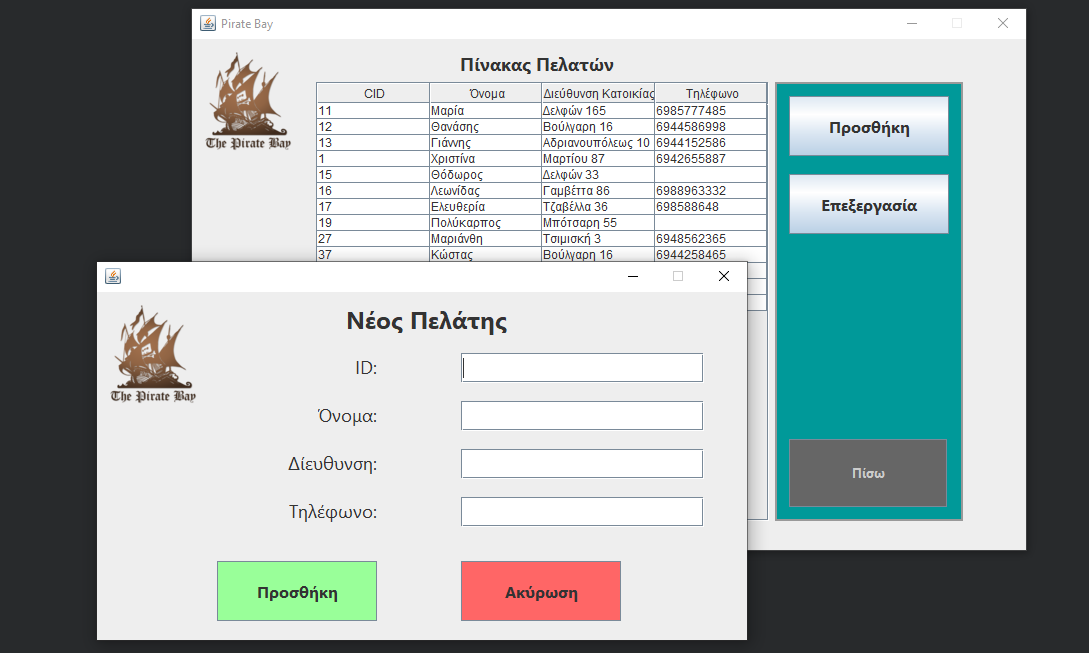 Pirate Bay
The Pirate Bay
Πίνακας Πελατών
CID Όνομα Διεύθυνση Κατοικίας Τηλέφωνο
11 Μαρία Δελφών 165 6985777485
12 Θανάσης Βούλγαρη 16 6944586998
13 Γιάννης Αδριανουπόλεως 10 6944152586
1 Χριστίνα Μαρτίου 87 6942655887
15 Θόδωρος Δελφών 33
16 Λεωνίδας Γαμβέττα 86 6988963332
17 Ελευθερία Τζαβέλλα 36 698588648
19 Πολύκαρπος Μπότσαρη 55
27 Μαριάνθη Τσιμισκή 3 6948562365
37 Κώστας Βούλγαρη 16 6944258465
Προσθήκη
Επεξεργασία
Πίσω
The Pirate Bay
Νέος Πελάτης
ID:
Όνομα:
Δίευθυνση:
Τηλέφωνο:
Προσθήκη
Ακύρωση